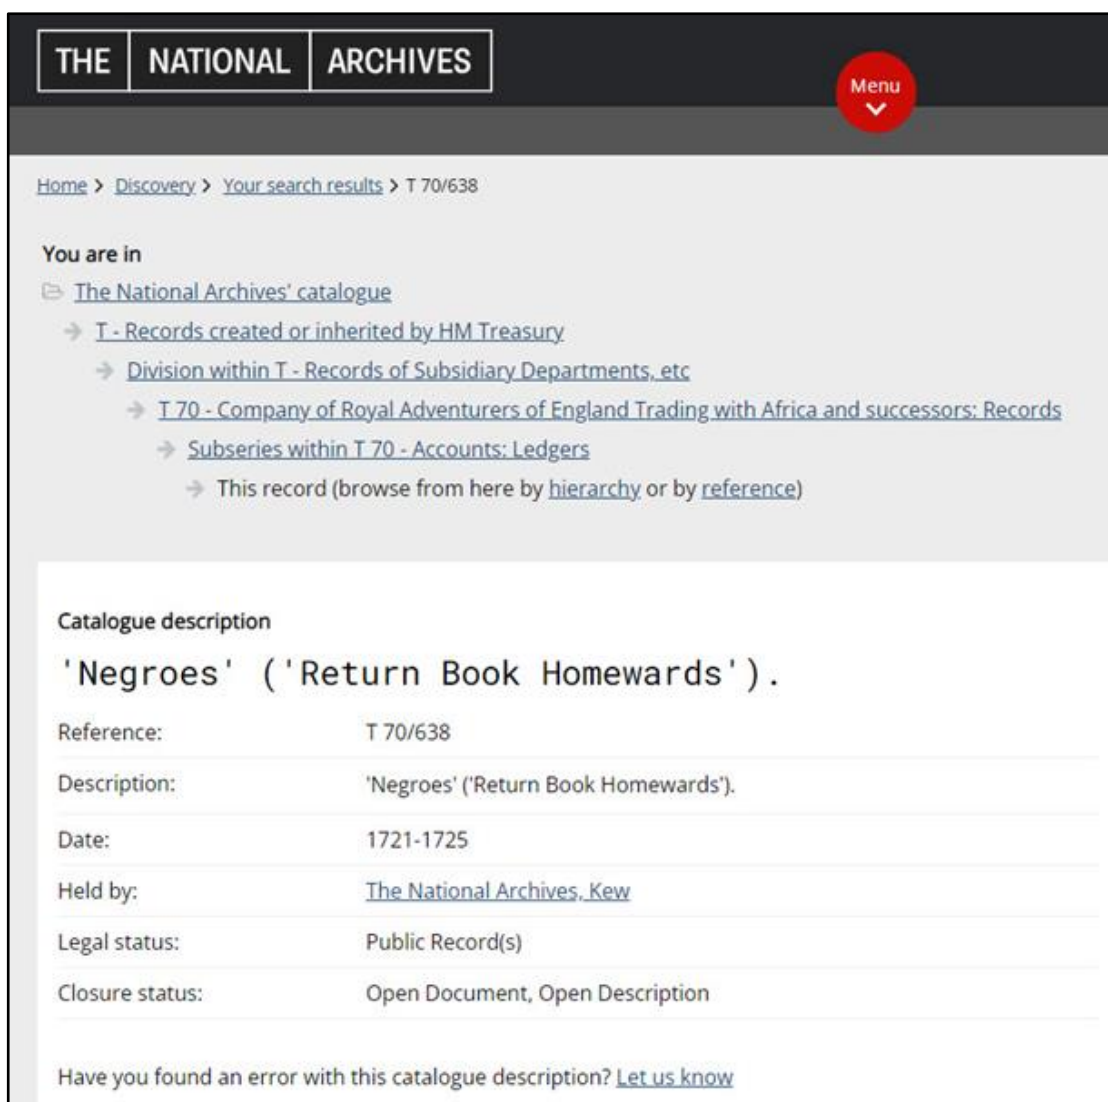 THE NATIONAL ARCHIVES
Menu
Home > Discovery > Your search results > T 70/638
You are in
The National Archives' catalogue
T - Records created or inherited by HM Treasury
Division within T - Records of Subsidiary Departments, etc
T 70 - Company of Royal Adventurers of England Trading with Africa and successors: Records
Subseries within T 70 - Accounts: Ledgers
This record (browse from here by hierarchy or by reference)
Catalogue description
'Negroes' ('Return Book Homewards').
Reference: T 70/638
Description: 'Negroes' ('Return Book Homewards').
Date: 1721-1725
Held by: The National Archives, Kew
Legal status: Public Record(s)
Closure status: Open Document, Open Description
Have you found an error with this catalogue description? Let us know